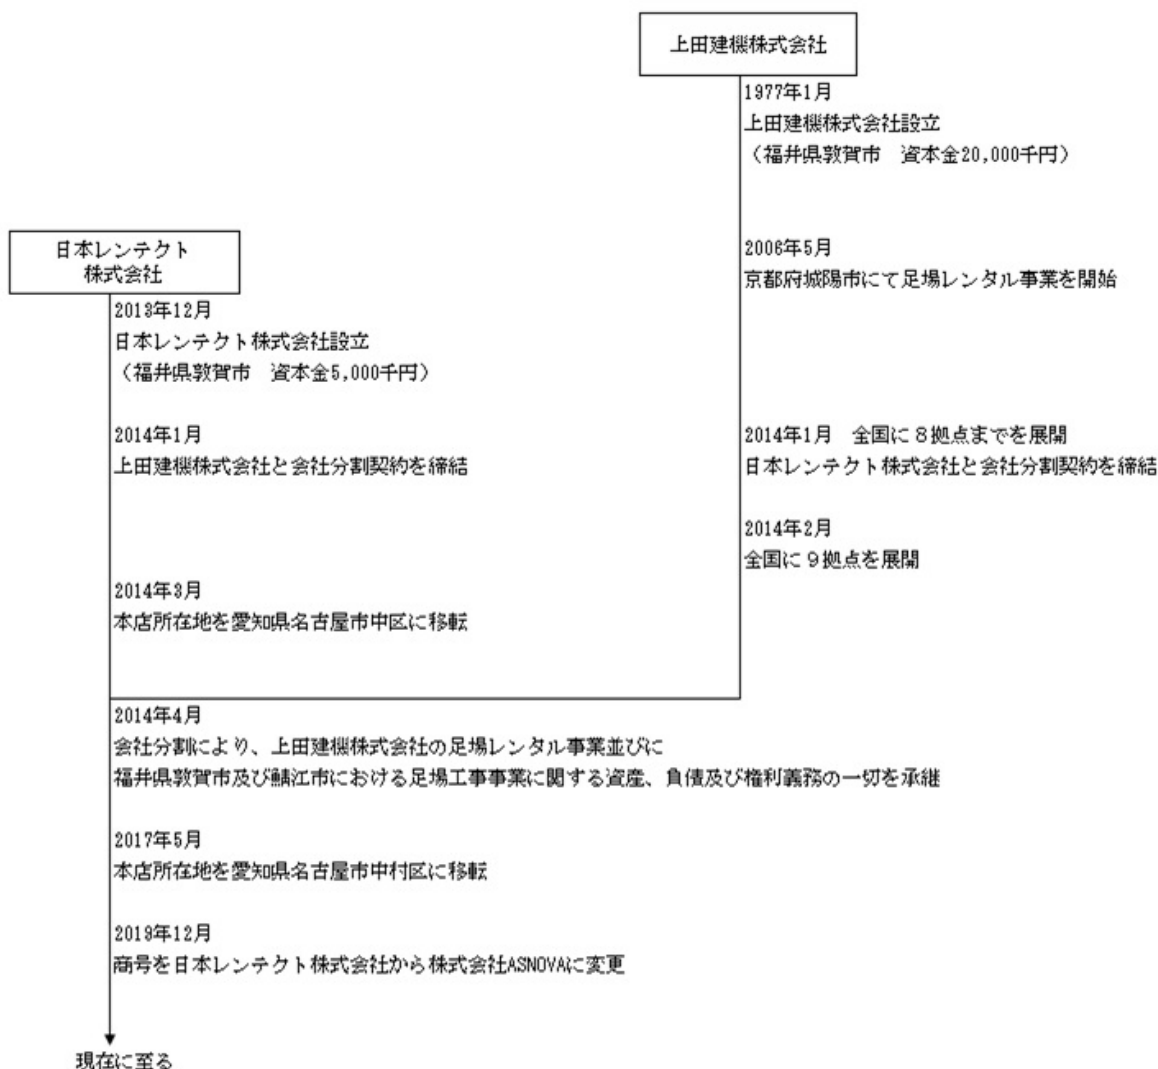 上田建機株式会社
1977年1月
上田建機株式会社設立
（福井県敦賀市　資本金20,000千円）
2006年5月
京都府城陽市にて足場レンタル事業を開始
2014年1月　全国に８拠点までを展開
日本レンテクト株式会社と会社分割契約を締結
2014年2月
全国に９拠点を展開
日本レンテクト
株式会社
2013年12月
日本レンテクト株式会社設立
（福井県敦賀市　資本金5,000千円）
2014年1月
上田建機株式会社と会社分割契約を締結
2014年3月
本店所在地を愛知県名古屋市中区に移転
2014年4月
会社分割により、上田建機株式会社の足場レンタル事業並びに
福井県敦賀市及び鯖江市における足場工事事業に関する資産、負債及び権利義務の一切を承継
2017年5月
本店所在地を愛知県名古屋市中村区に移転
2019年12月
商号を日本レンテクト株式会社から株式会社ASNOVAに変更
現在に至る